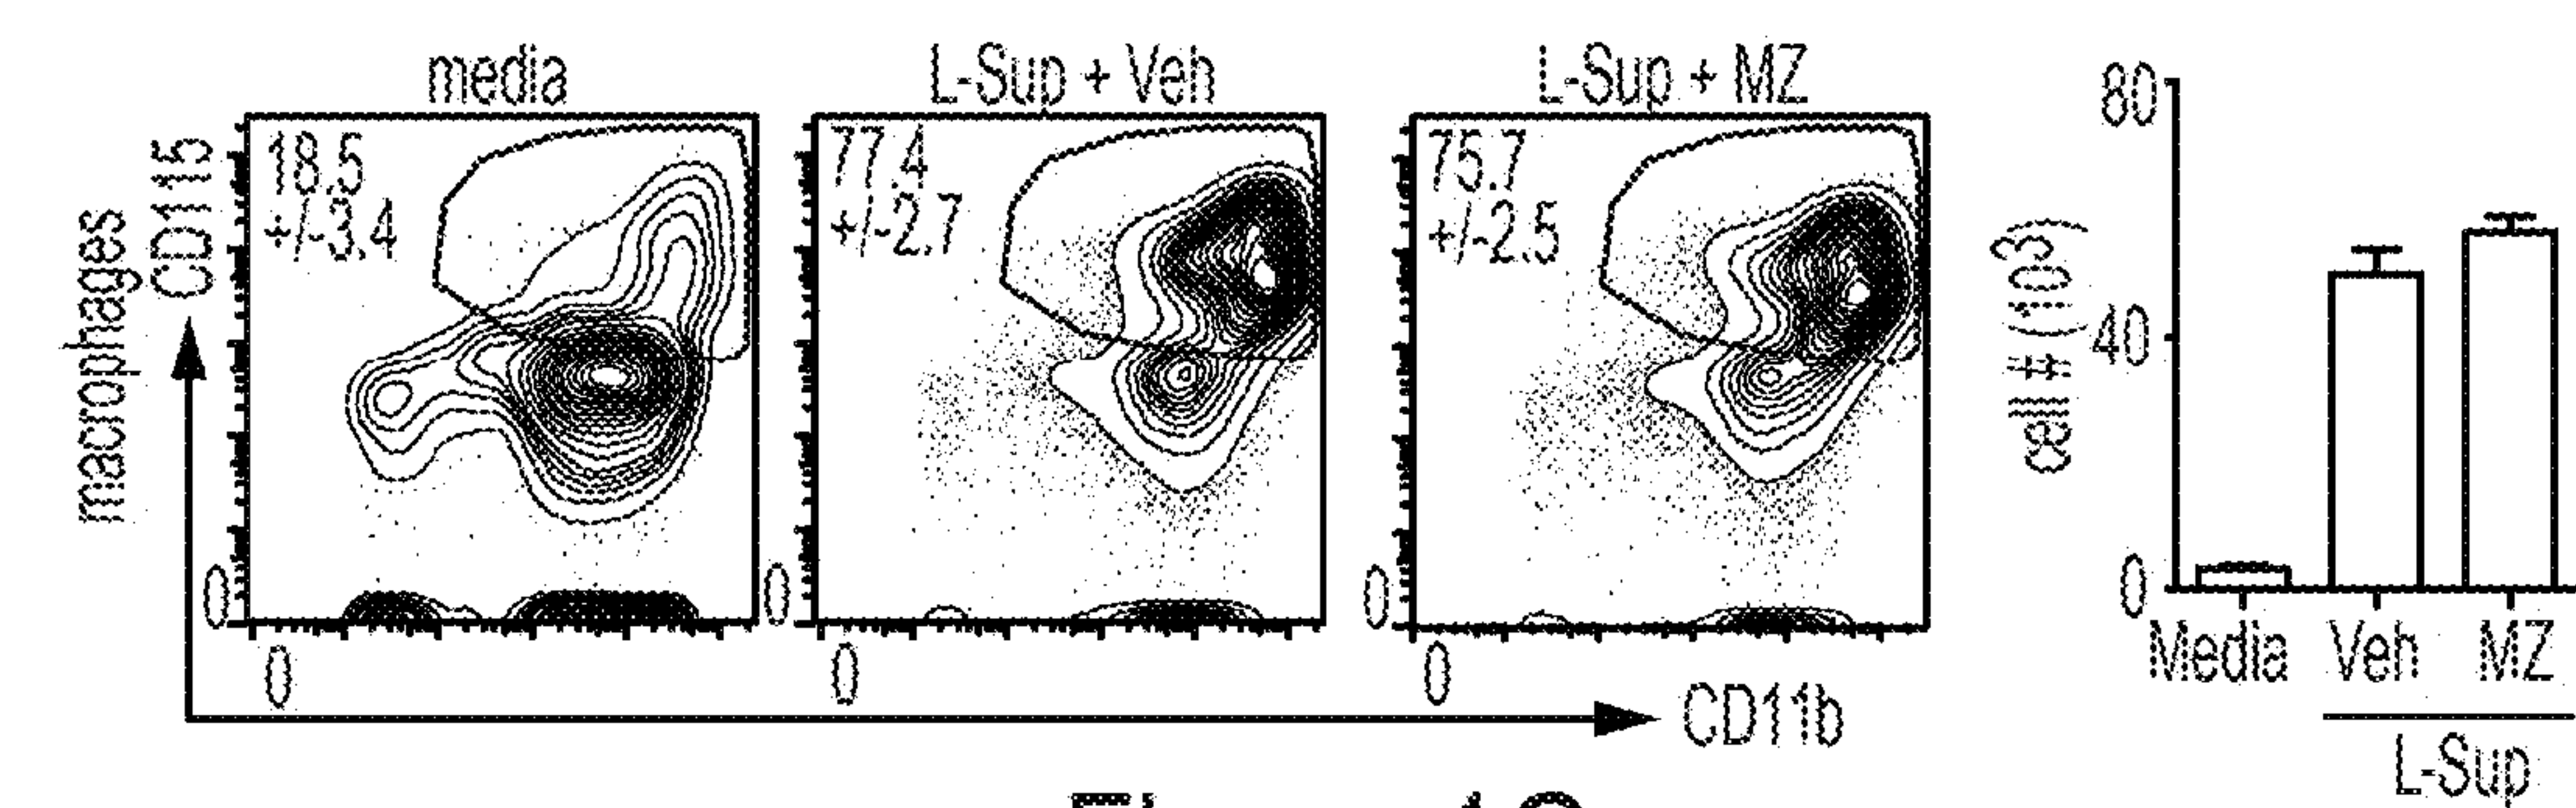 media
L-Sup + Veh
L-Sup + MZ
macrophages
CD115
18.5
+/-3.4
77.4
+/-2.7
75.7
+/-2.5
0
0
0
0
0
0
CD11b
cell # (10³)
80
40
0
Media
Veh
MZ
L-Sup